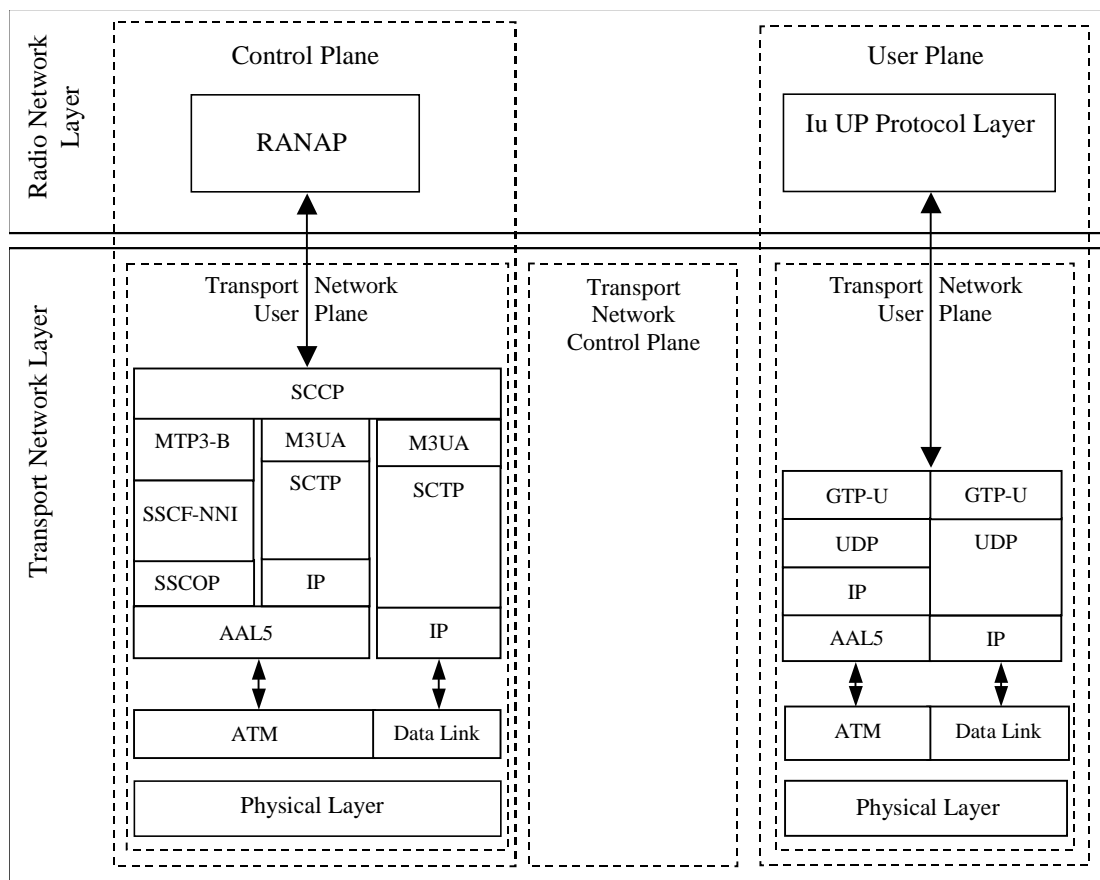 Radio Network
Layer
Control Plane
RANAP
User Plane
Iu UP Protocol Layer
Transport Network Layer
Transport Network
User Plane
SCCP
MTP3-B
SSCF-NNI
SSCOP
M3UA
SCTP
IP
AAL5
M3UA
SCTP
IP
ATM
Data Link
Physical Layer
Transport
Network
Control Plane
Transport Network
User Plane
GTP-U
UDP
IP
AAL5
GTP-U
UDP
IP
ATM
Data Link
Physical Layer